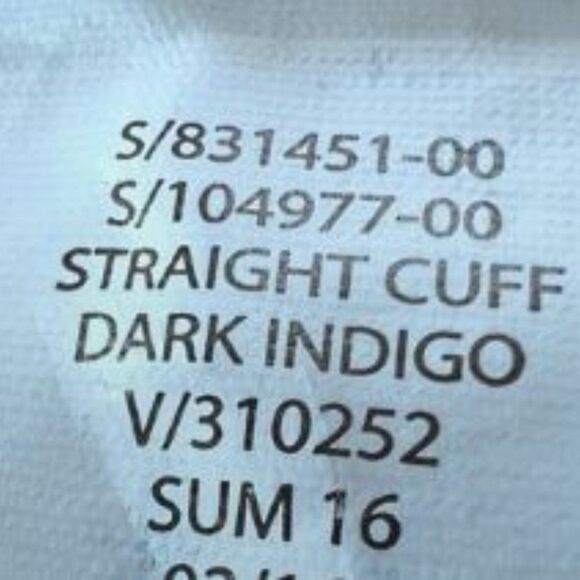 S/831451-00
S/104977-00
STRAIGHT CUFF
DARK INDIGO
V/310252
SUM 16